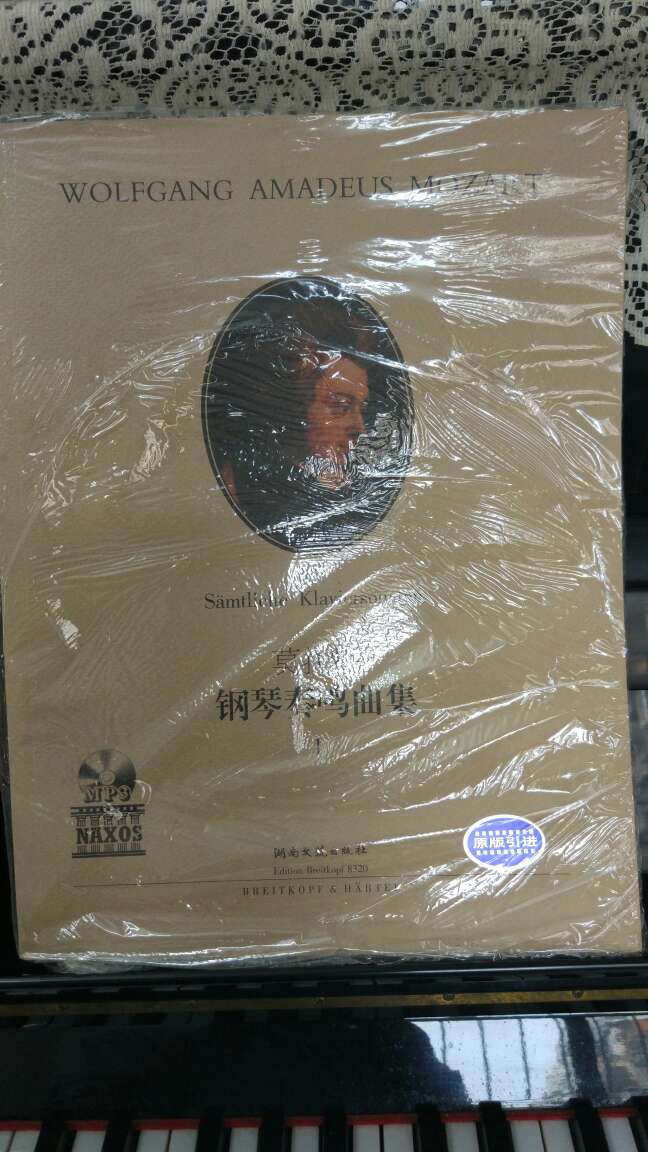 WOLFGANG AMADEUS MOZART
Sämtliche Klaviersonaten
莫扎特
钢琴奏鸣曲集
I
MP3
NAXOS
湖南文艺出版社
Edition Breitkopf 8320
BREITKOPF & HÄRTEL
原版引进